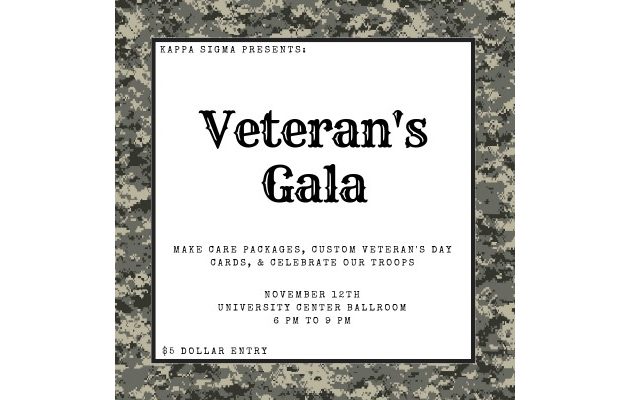 KAPPA SIGMA PRESENTS:
Veteran's
Gala
MAKE CARE PACKAGES, CUSTOM VETERAN'S DAY
CARDS, & CELEBRATE OUR TROOPS
NOVEMBER 12TH
UNIVERSITY CENTER BALLROOM
6 PM TO 9 PM
$5 DOLLAR ENTRY